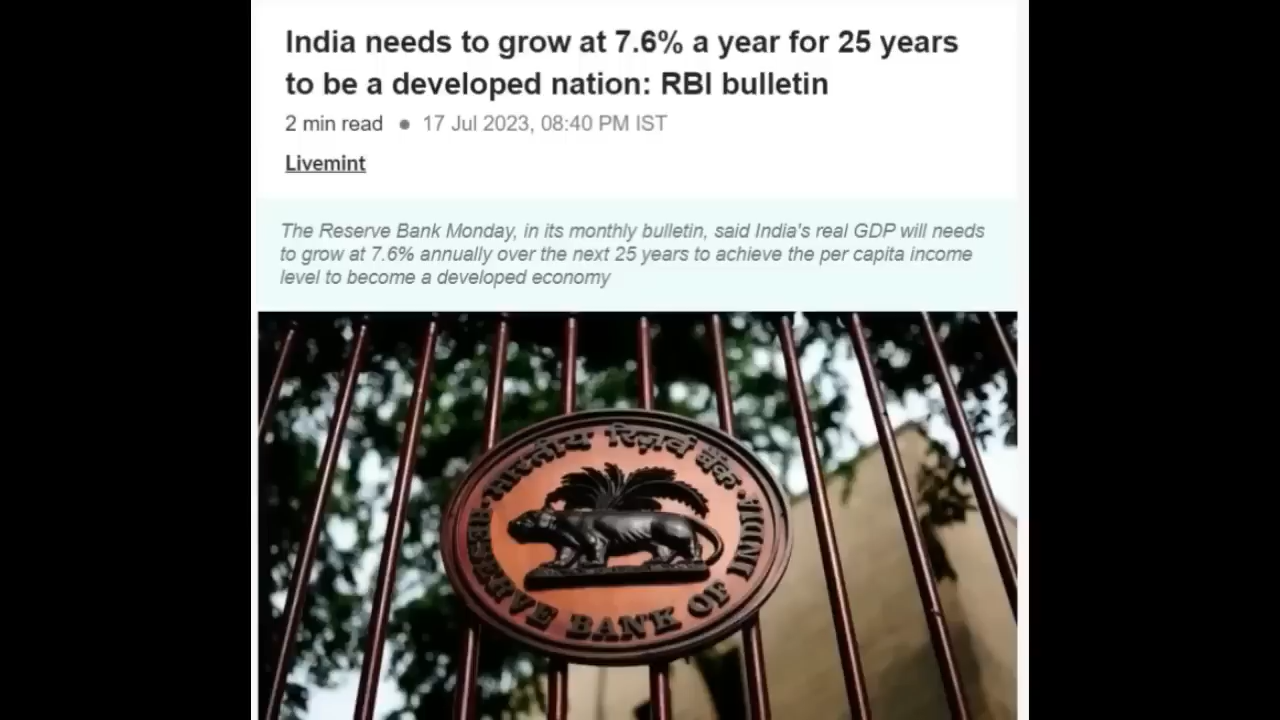 India needs to grow at 7.6% a year for 25 years
to be a developed nation: RBI bulletin
2 min read ● 17 Jul 2023, 08:40 PM IST
Livemint
The Reserve Bank Monday, in its monthly bulletin, said India's real GDP will needs
to grow at 7.6% annually over the next 25 years to achieve the per capita income
level to become a developed economy
भारतीय रिज़र्व बैंक
RESERVE BANK OF INDIA